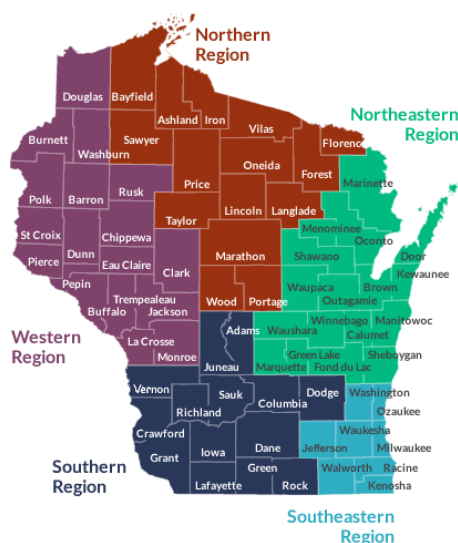 Northern
Region
Northeastern
Region
Western
Region
Southern
Region
Southeastern
Region
Douglas
Bayfield
Ashland
Iron
Vilas
Florence
Burnett
Washburn
Sawyer
Oneida
Forest
Marinette
Polk
Barron
Rusk
Price
Lincoln
Langlade
Taylor
Menominee
Oconto
St Croix
Dunn
Chippewa
Marathon
Shawano
Door
Pierce
Eau Claire
Clark
Kewaunee
Pepin
Buffalo
Trempealeau
Jackson
Wood
Portage
Waupaca
Outagamie
Brown
La Crosse
Monroe
Juneau
Adams
Waushara
Winnebago
Calumet
Manitowoc
Marquette
Green Lake
Fond du Lac
Sheboygan
Vernon
Richland
Sauk
Columbia
Dodge
Washington
Ozaukee
Crawford
Grant
Iowa
Dane
Jefferson
Waukesha
Milwaukee
Lafayette
Green
Rock
Walworth
Racine
Kenosha